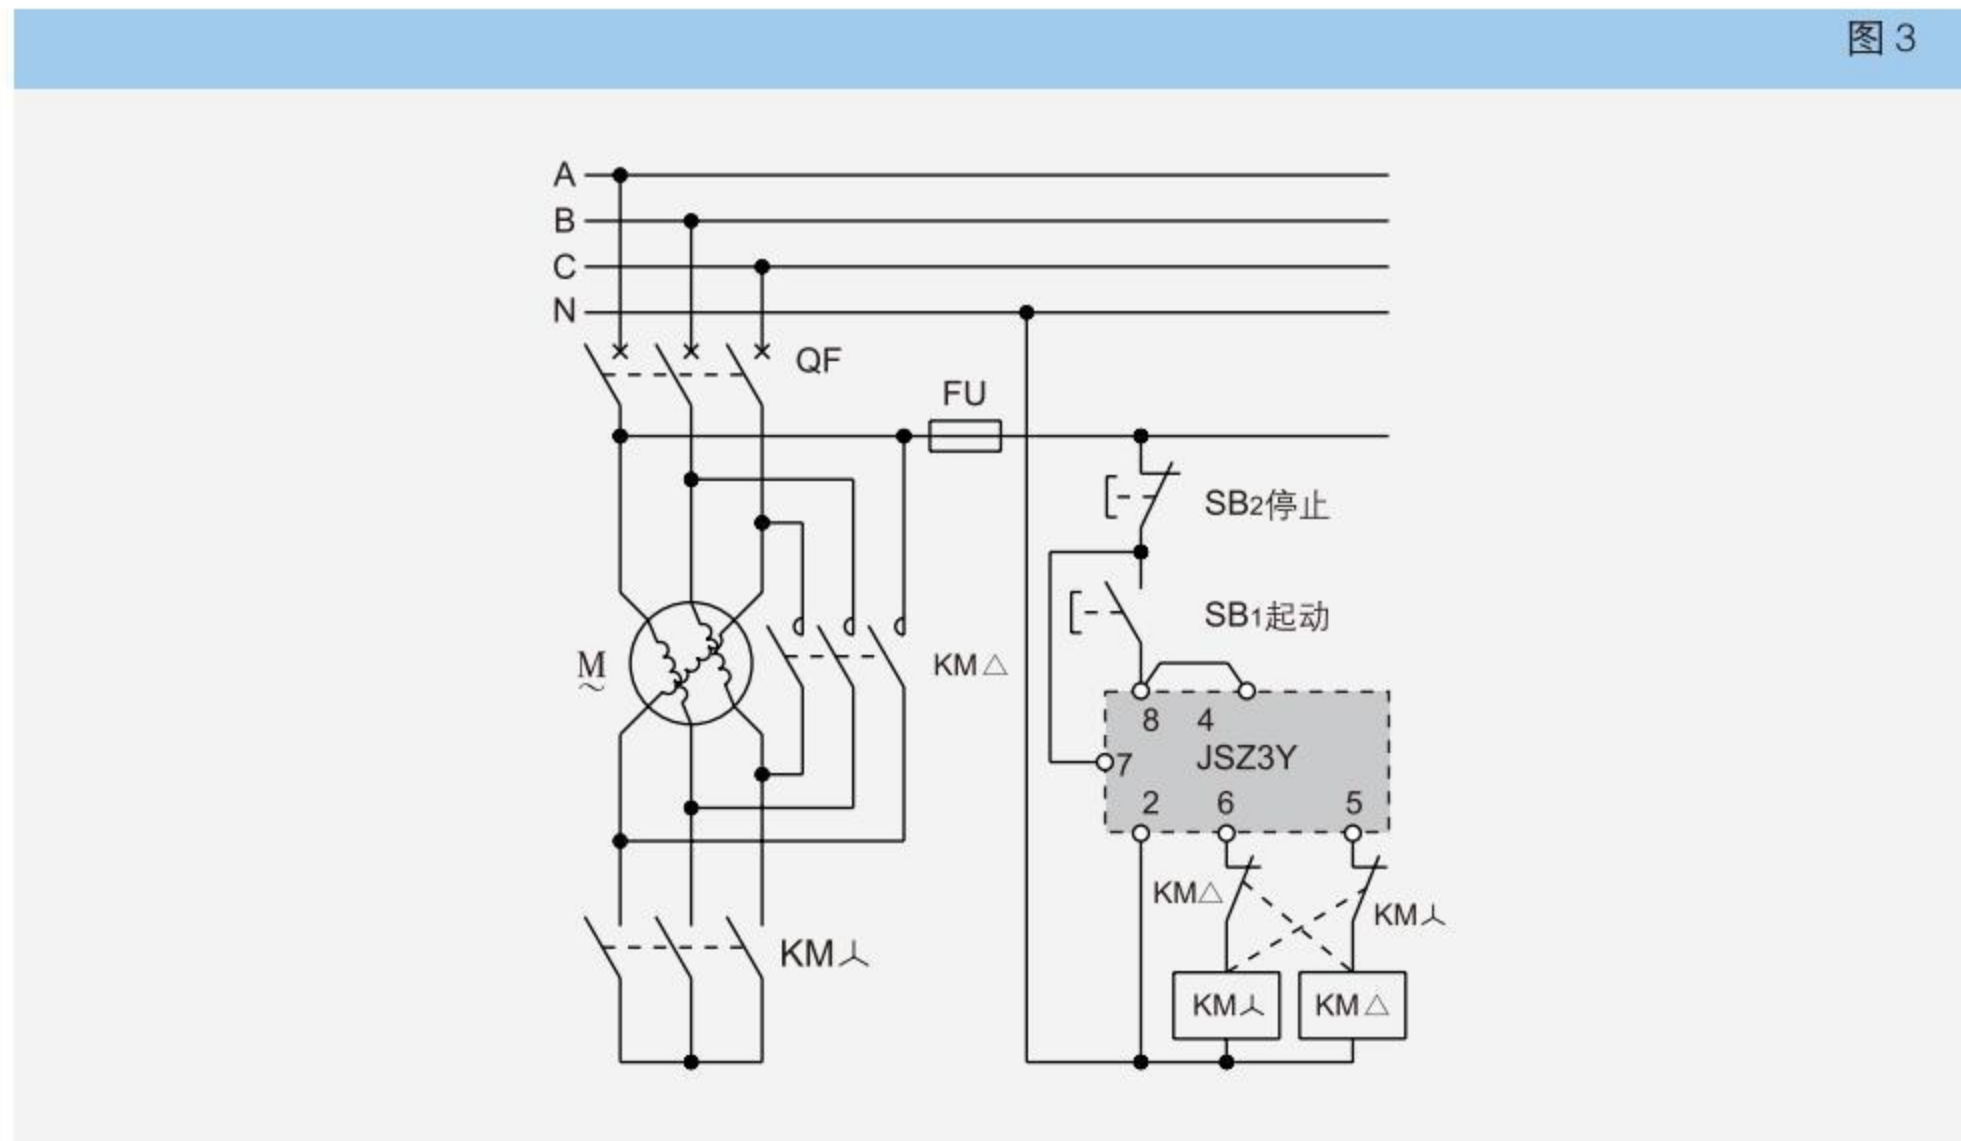 图 3
A
B
C
N
QF
FU
SB2停止
SB1起动
M
~
KM△
8 4
JSZ3Y
7
2 6 5
KM△
KM⅄
KM⅄
KM⅄
KM△